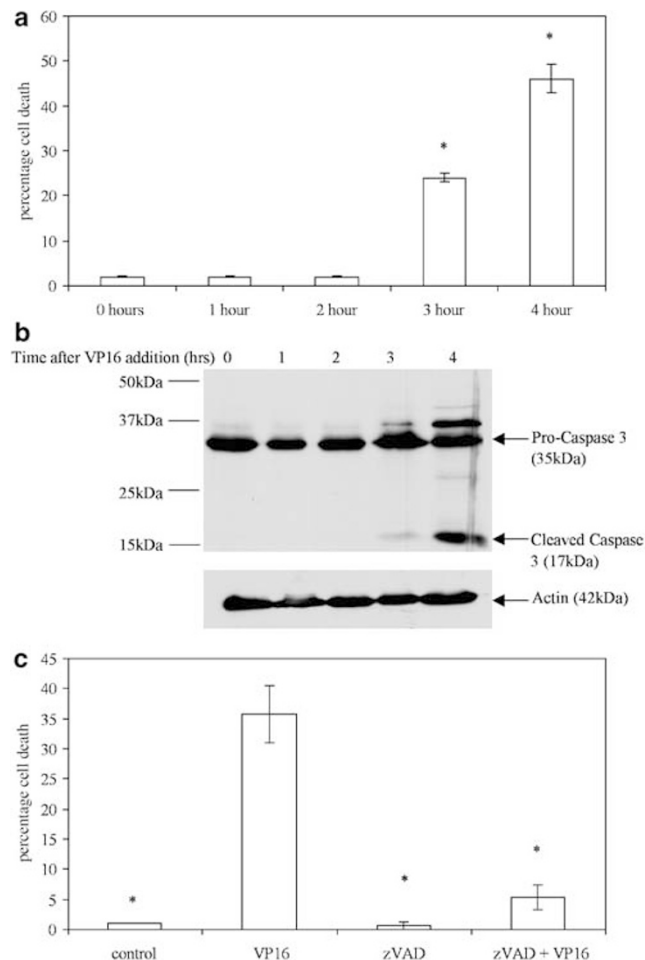 a
60
50
40
30
20
10
0
percentage cell death
*
*
0 hours 1 hour 2 hour 3 hour 4 hour
b
Time after VP16 addition (hrs) 0 1 2 3 4
50kDa
37kDa
25kDa
15kDa
Pro-Caspase 3
(35kDa)
Cleaved Caspase
3 (17kDa)
Actin (42kDa)
c
45
40
35
30
25
20
15
10
5
0
percentage cell death
*
*
*
control VP16 zVAD zVAD + VP16